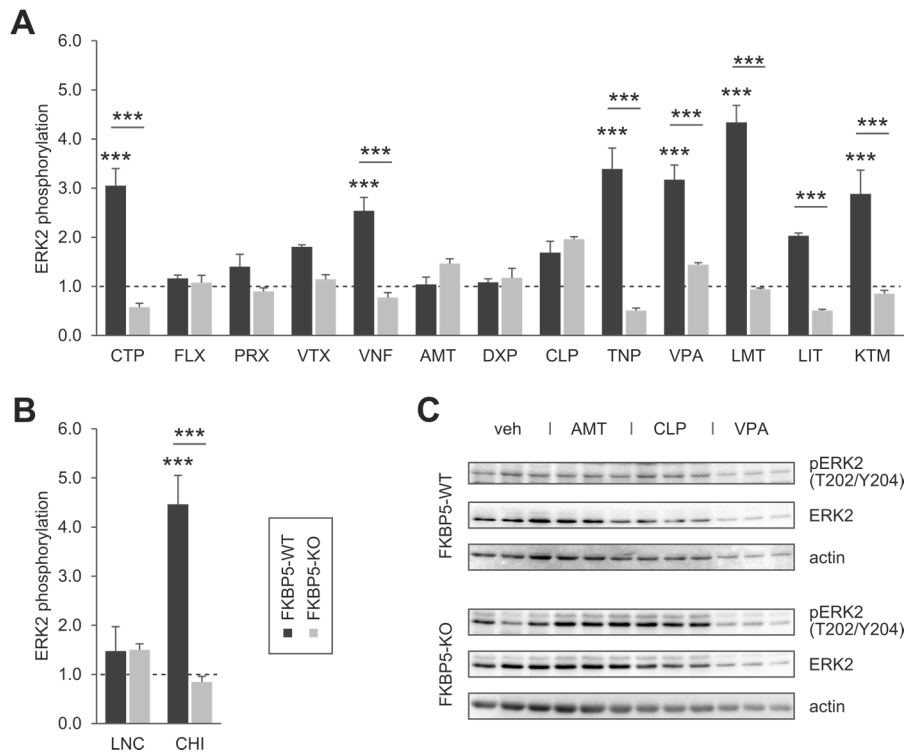 A
6.0
5.0
4.0
3.0
2.0
1.0
0.0
ERK2 phosphorylation
***
***
***
***
***
***
***
***
***
***
***
***
***
CTP FLX PRX VTX VNF AMT DXP CLP TNP VPA LMT LIT KTM
B
6.0
5.0
4.0
3.0
2.0
1.0
0.0
ERK2 phosphorylation
***
***
LNC CHI
FKBP5-WT
FKBP5-KO
C
veh | AMT | CLP | VPA
FKBP5-WT
pERK2
(T202/Y204)
ERK2
actin
FKBP5-KO
pERK2
(T202/Y204)
ERK2
actin